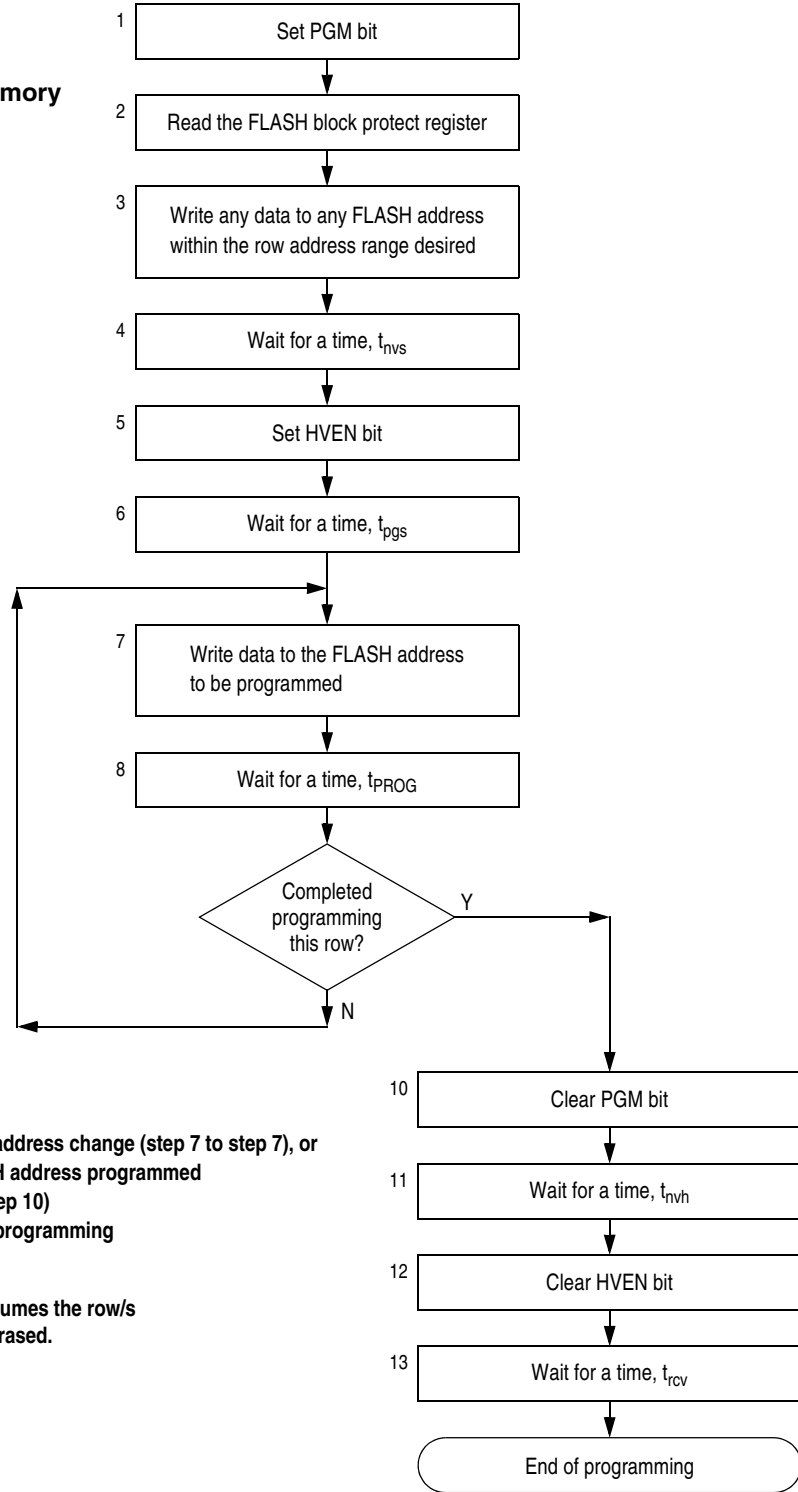 1
Set PGM bit
mory
2
Read the FLASH block protect register
3
Write any data to any FLASH address
within the row address range desired
4
Wait for a time, tnvs
5
Set HVEN bit
6
Wait for a time, tpgs
7
Write data to the FLASH address
to be programmed
8
Wait for a time, tPROG
Completed
programming
this row?
Y
N
10
Clear PGM bit
address change (step 7 to step 7), or
H address programmed
ep 10)
programming
11
Wait for a time, tnvh
12
Clear HVEN bit
umes the row/s
rased.
13
Wait for a time, trcv
End of programming